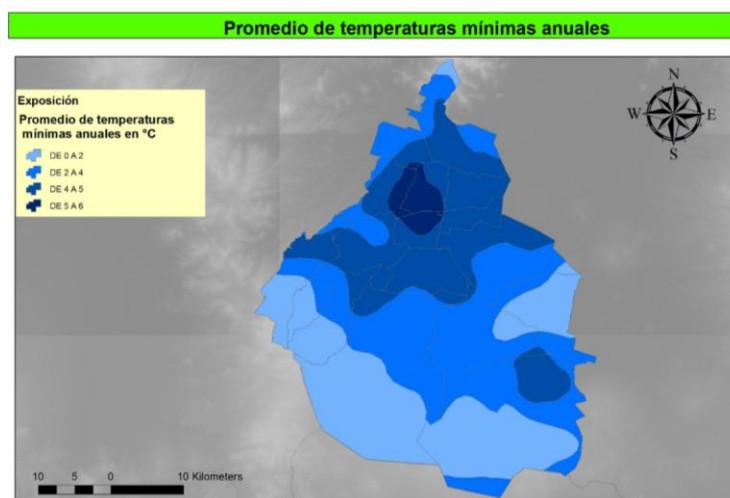 Promedio de temperaturas mínimas anuales
Exposición
Promedio de temperaturas
mínimas anuales en °C
DE 0 A 2
DE 2 A 4
DE 4 A 5
DE 5 A 6
N
W E
S
10 5 0 10 Kilometers